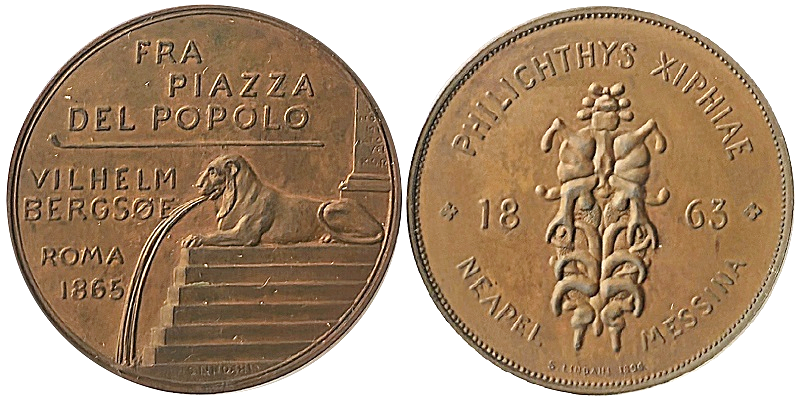 FRA
PIAZZA
DEL POPOLO
VILHELM
BERGSØE
ROMA
1865
PHILICHTHYS XIPHIAE
18 63
NEAPEL MESSINA